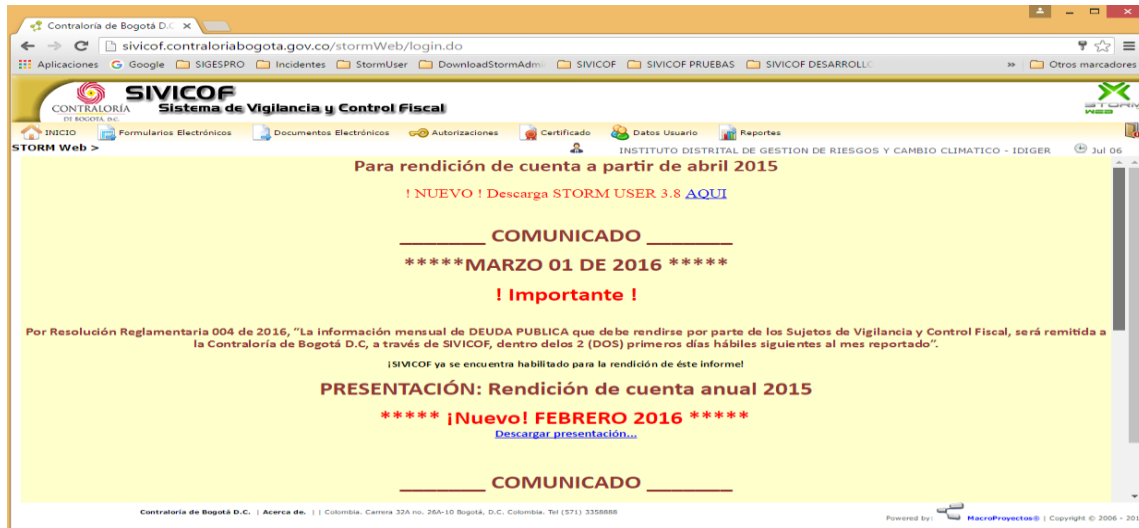 Contraloría de Bogotá D.C
sivicof.contraloriabogota.gov.co/stormWeb/login.do
Aplicaciones Google SIGESPRO Incidentes StormUser DownloadStormAdmi SIVICOF SIVICOF PRUEBAS SIVICOF DESARROLLO » Otros marcadores
CONTRALORÍA
DE BOGOTÁ, D.C.
SIVICOF
Sistema de Vigilancia y Control Fiscal
STORM
WEB
INICIO Formularios Electrónicos Documentos Electrónicos Autorizaciones Certificado Datos Usuario Reportes
STORM Web > INSTITUTO DISTRITAL DE GESTION DE RIESGOS Y CAMBIO CLIMATICO - IDIGER Jul 06
Para rendición de cuenta a partir de abril 2015
! NUEVO ! Descarga STORM USER 3.8 AQUI
_______ COMUNICADO _______
*****MARZO 01 DE 2016 *****
! Importante !
Por Resolución Reglamentaria 004 de 2016, "La información mensual de DEUDA PUBLICA que debe rendirse por parte de los Sujetos de Vigilancia y Control Fiscal, será remitida a
la Contraloría de Bogotá D.C, a través de SIVICOF, dentro delos 2 (DOS) primeros días hábiles siguientes al mes reportado".
¡SIVICOF ya se encuentra habilitado para la rendición de éste informe!
PRESENTACIÓN: Rendición de cuenta anual 2015
***** ¡Nuevo! FEBRERO 2016 *****
Descargar presentación...
_______ COMUNICADO _______
Contraloría de Bogotá D.C. | Acerca de. | | Colombia. Carrera 32A no. 26A-10 Bogotá, D.C. Colombia. Tel (571) 3358888
Powered by: MacroProyectos® | Copyright © 2006 - 201